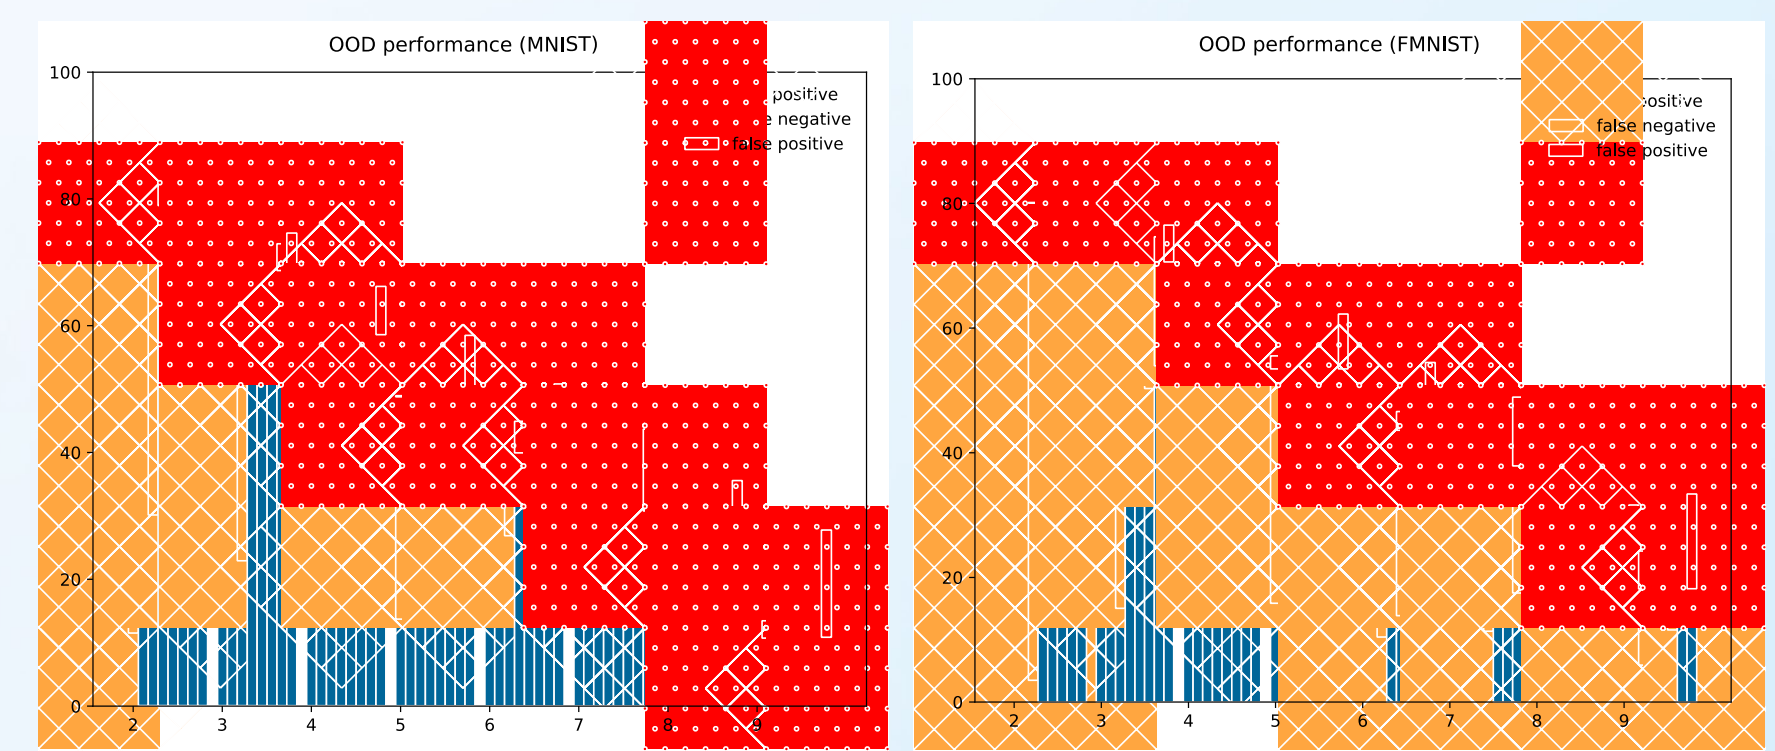 OOD performance (MNIST)
100
positive
negative
false positive
80
60
40
20
0
2 3 4 5 6 7 8 9
OOD performance (FMNIST)
100
positive
false negative
false positive
80
60
40
20
0
2 3 4 5 6 7 8 9